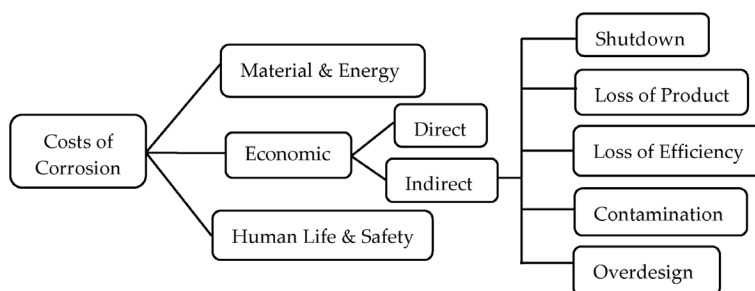 Costs of
Corrosion
Material & Energy
Economic
Human Life & Safety
Direct
Indirect
Shutdown
Loss of Product
Loss of Efficiency
Contamination
Overdesign